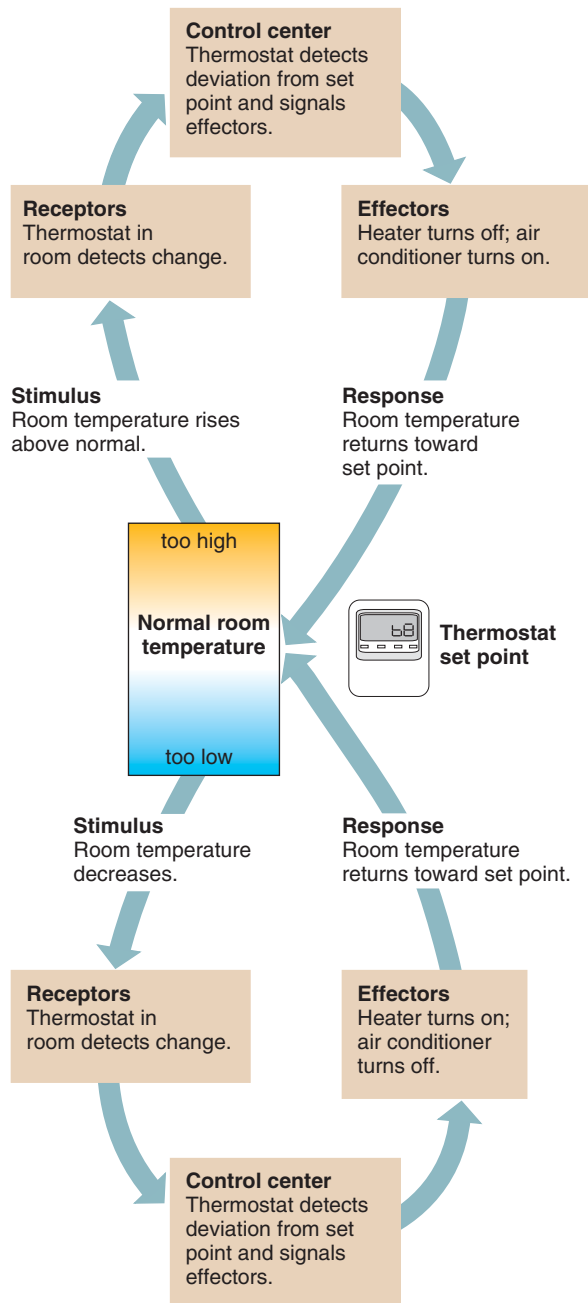 Control center
Thermostat detects
deviation from set
point and signals
effectors.
Receptors
Thermostat in
room detects change.
Effectors
Heater turns off; air
conditioner turns on.
Stimulus
Room temperature rises
above normal.
Response
Room temperature
returns toward
set point.
too high
Normal room
temperature
too low
68
Thermostat
set point
Stimulus
Room temperature
decreases.
Response
Room temperature
returns toward set point.
Receptors
Thermostat in
room detects change.
Effectors
Heater turns on;
air conditioner
turns off.
Control center
Thermostat detects
deviation from set
point and signals
effectors.